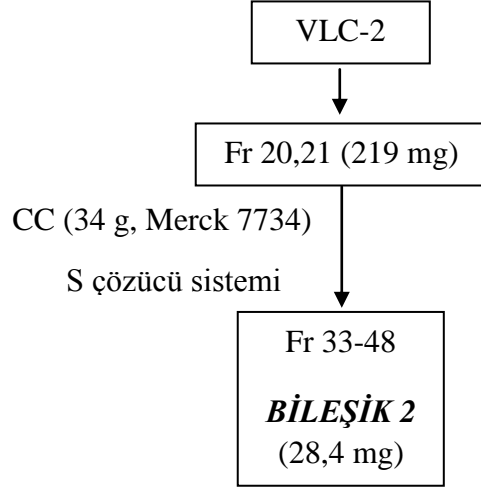 VLC-2
Fr 20,21 (219 mg)
CC (34 g, Merck 7734)
S çözücü sistemi
Fr 33-48
BİLEŞİK 2
(28,4 mg)